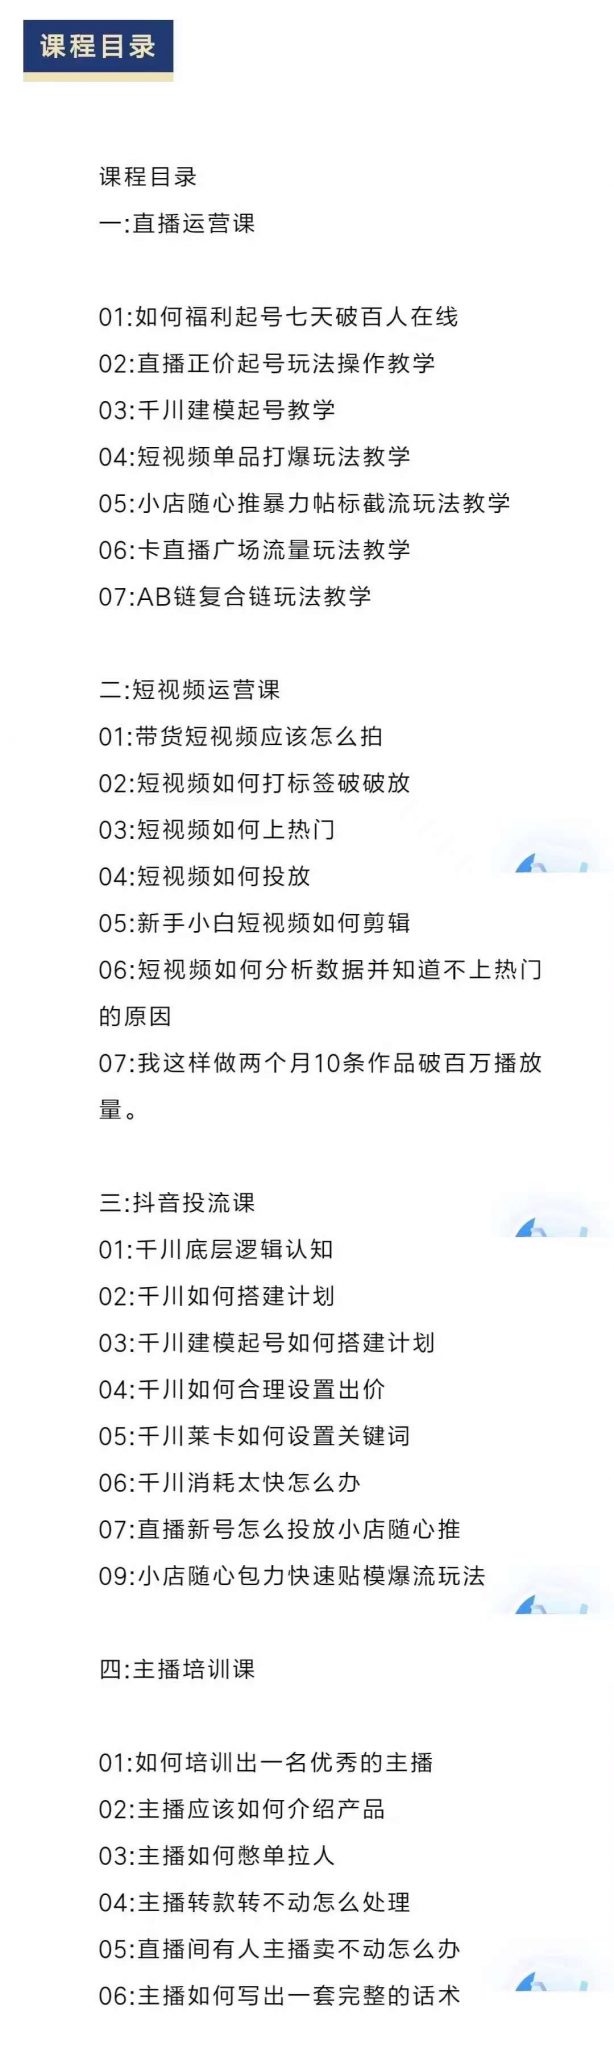 课程目录
课程目录
一:直播运营课
01:如何福利起号七天破百人在线
02:直播正价起号玩法操作教学
03:千川建模起号教学
04:短视频单品打爆玩法教学
05:小店随心推暴力帖标截流玩法教学
06:卡直播广场流量玩法教学
07:AB链复合链玩法教学
二:短视频运营课
01:带货短视频应该怎么拍
02:短视频如何打标签破破放
03:短视频如何上热门
04:短视频如何投放
05:新手小白短视频如何剪辑
06:短视频如何分析数据并知道不上热门
的原因
07:我这样做两个月10条作品破百万播放
量。
三:抖音投流课
01:千川底层逻辑认知
02:千川如何搭建计划
03:千川建模起号如何搭建计划
04:千川如何合理设置出价
05:千川莱卡如何设置关键词
06:千川消耗太快怎么办
07:直播新号怎么投放小店随心推
09:小店随心包力快速贴模爆流玩法
四:主播培训课
01:如何培训出一名优秀的主播
02:主播应该如何介绍产品
03:主播如何憋单拉人
04:主播转款转不动怎么处理
05:直播间有人主播卖不动怎么办
06:主播如何写出一套完整的话术